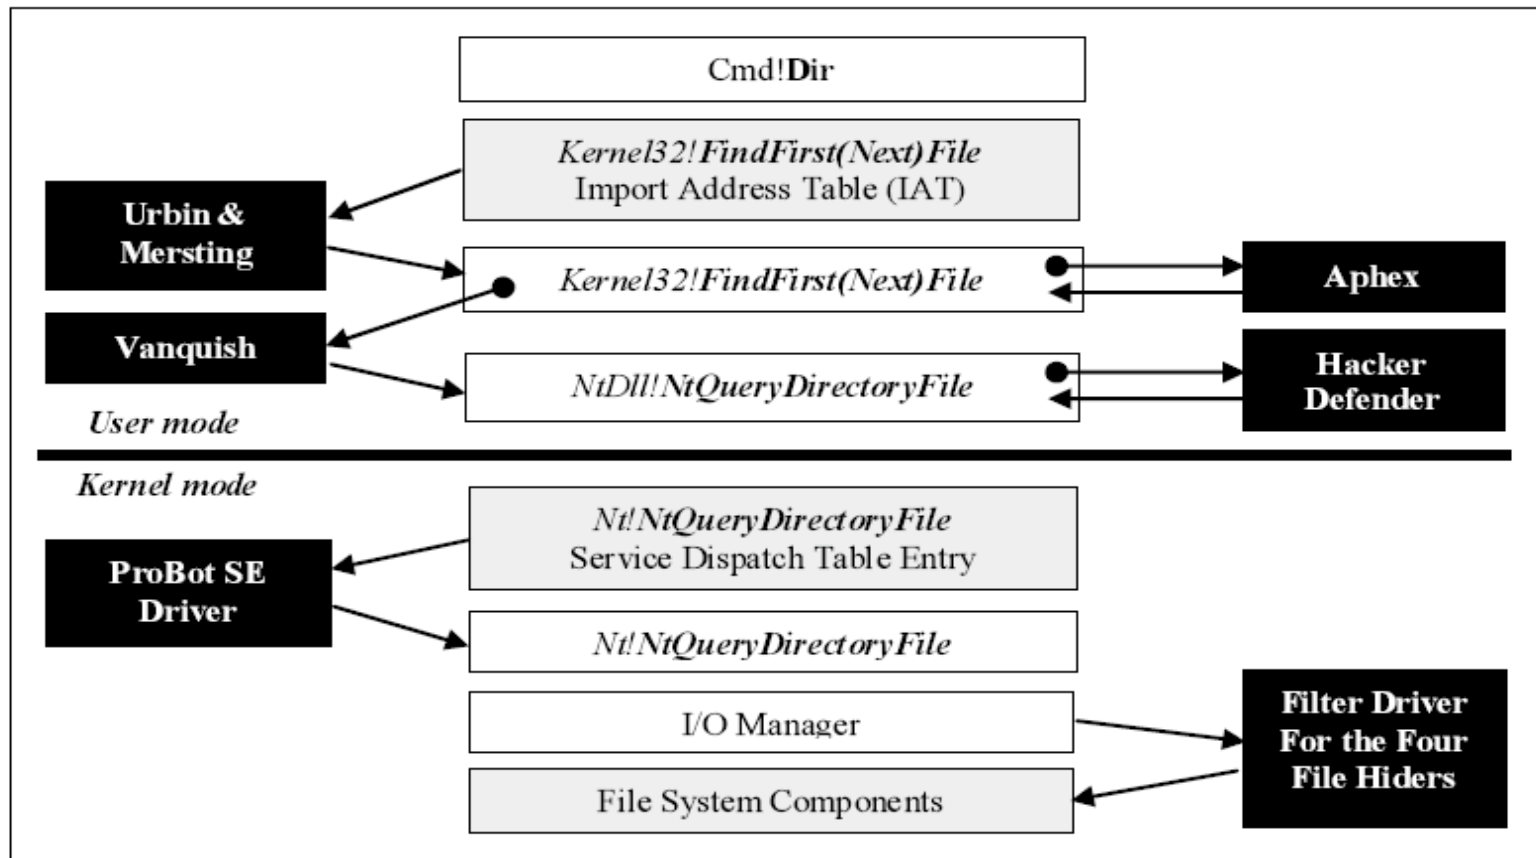 Cmd!Dir
Kernel32!FindFirst(Next)File
Import Address Table (IAT)
Urbin &
Mersting
Kernel32!FindFirst(Next)File
Aphex
Vanquish
NtDll!NtQueryDirectoryFile
Hacker
Defender
User mode
Kernel mode
Nt!NtQueryDirectoryFile
Service Dispatch Table Entry
ProBot SE
Driver
Nt!NtQueryDirectoryFile
I/O Manager
Filter Driver
For the Four
File Hiders
File System Components